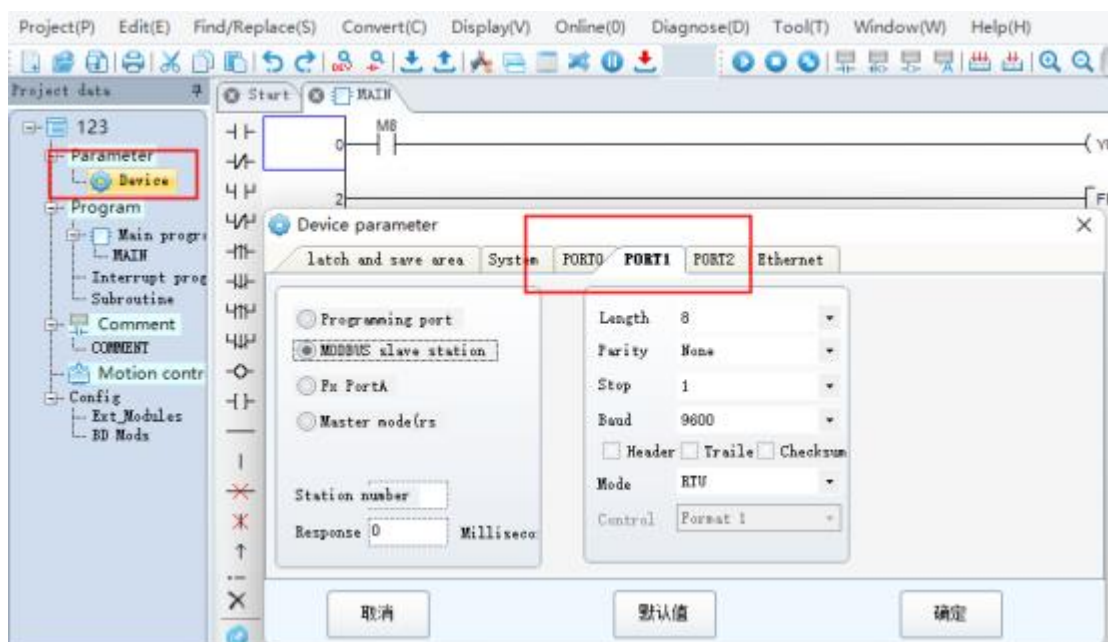 Project(P) Edit(E) Find/Replace(S) Convert(C) Display(V) Online(O) Diagnose(D) Tool(T) Window(W) Help(H)
Project data
Start MAIN
123
Parameter
Device
Program
Main progr
MAIN
Interrupt prog
Subroutine
Comment
COMMENT
Motion contr
Config
Ext_Modules
BD Mods
0 M8
2
Device parameter
latch and save area System PORT0 PORT1 PORT2 Ethernet
Programming port
MODBUS slave station
Fx PortA
Master mode(rs
Station number
Response 0 Milliseco
Length 8
Parity None
Stop 1
Baud 9600
Header Traile Checksum
Mode RTU
Control Format 1
取消 默认值 确定